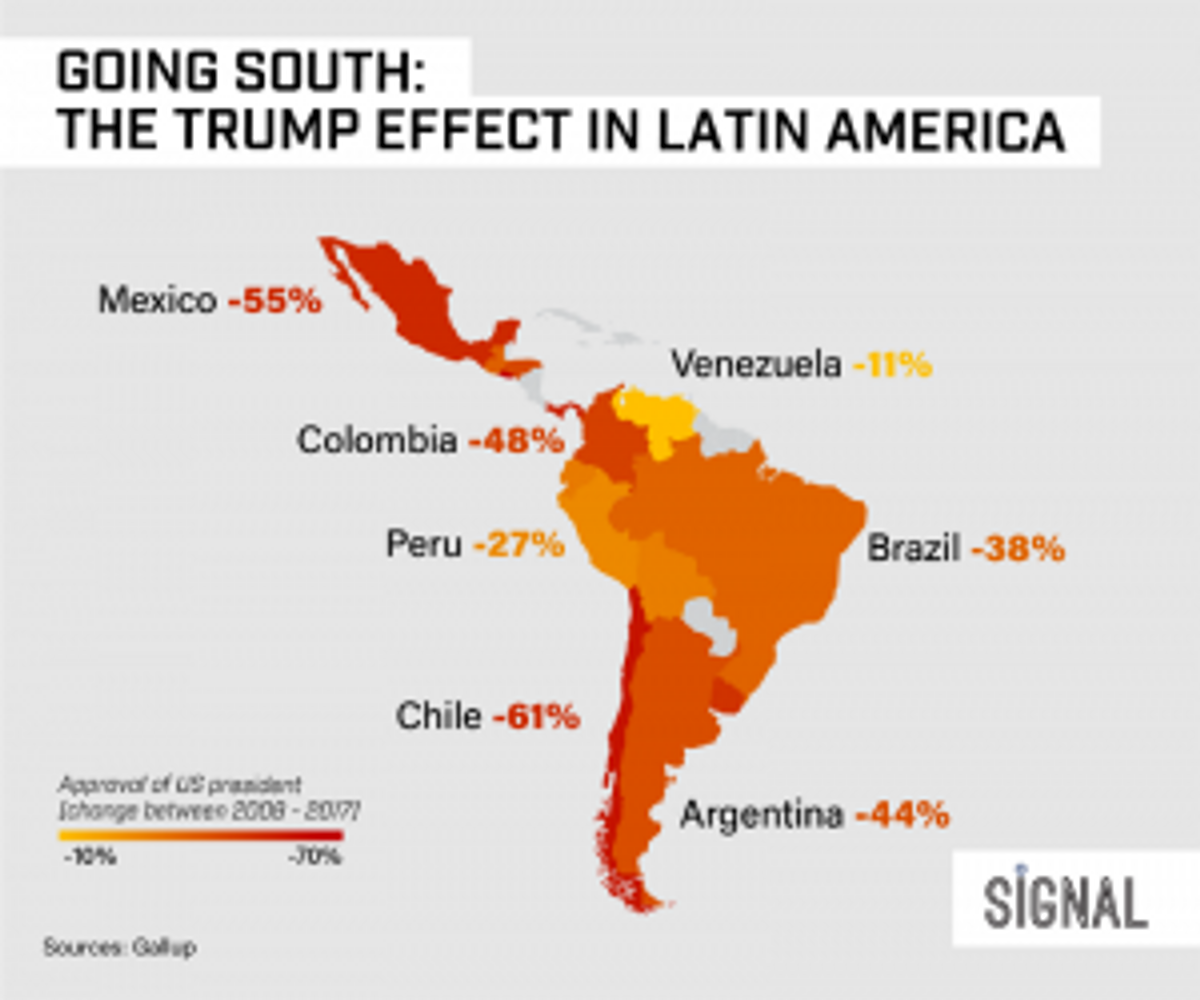 GOING SOUTH:
THE TRUMP EFFECT IN LATIN AMERICA
Mexico -55%
Venezuela -11%
Colombia -48%
Peru -27%
Brazil -38%
Chile -61%
Argentina -44%
Approval of US president
(change between - 2017)
-10% -70%
SIGNAL
Sources: Gallup